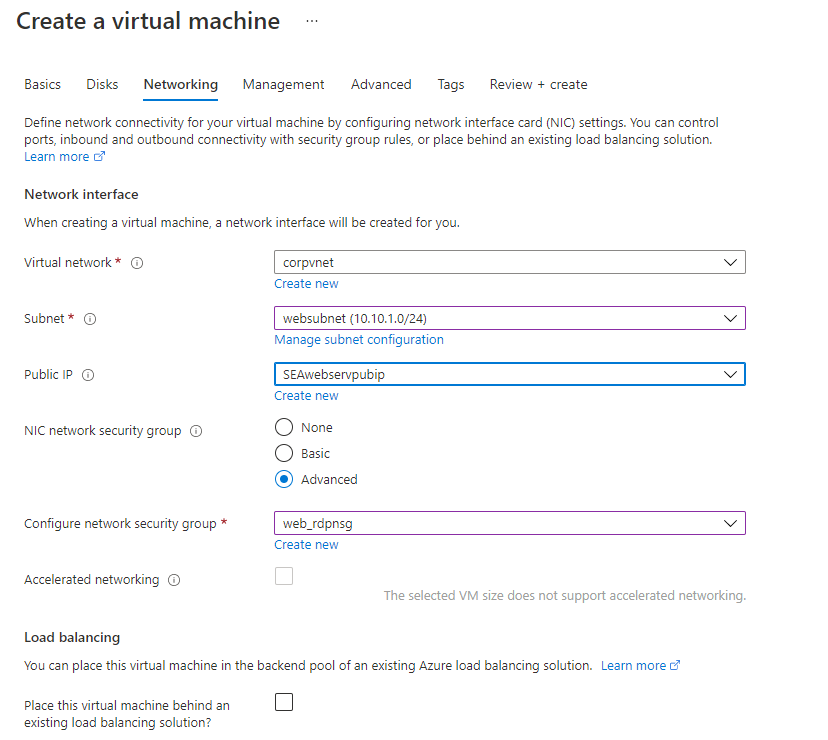 Create a virtual machine ...
Basics Disks Networking Management Advanced Tags Review + create
Define network connectivity for your virtual machine by configuring network interface card (NIC) settings. You can control
ports, inbound and outbound connectivity with security group rules, or place behind an existing load balancing solution.
Learn more
Network interface
When creating a virtual machine, a network interface will be created for you.
Virtual network *
corpvnet
Create new
Subnet *
websubnet (10.10.1.0/24)
Manage subnet configuration
Public IP
SEAwebservpubip
Create new
NIC network security group
None
Basic
Advanced
Configure network security group *
web_rdpnsg
Create new
Accelerated networking
The selected VM size does not support accelerated networking.
Load balancing
You can place this virtual machine in the backend pool of an existing Azure load balancing solution. Learn more
Place this virtual machine behind an
existing load balancing solution?